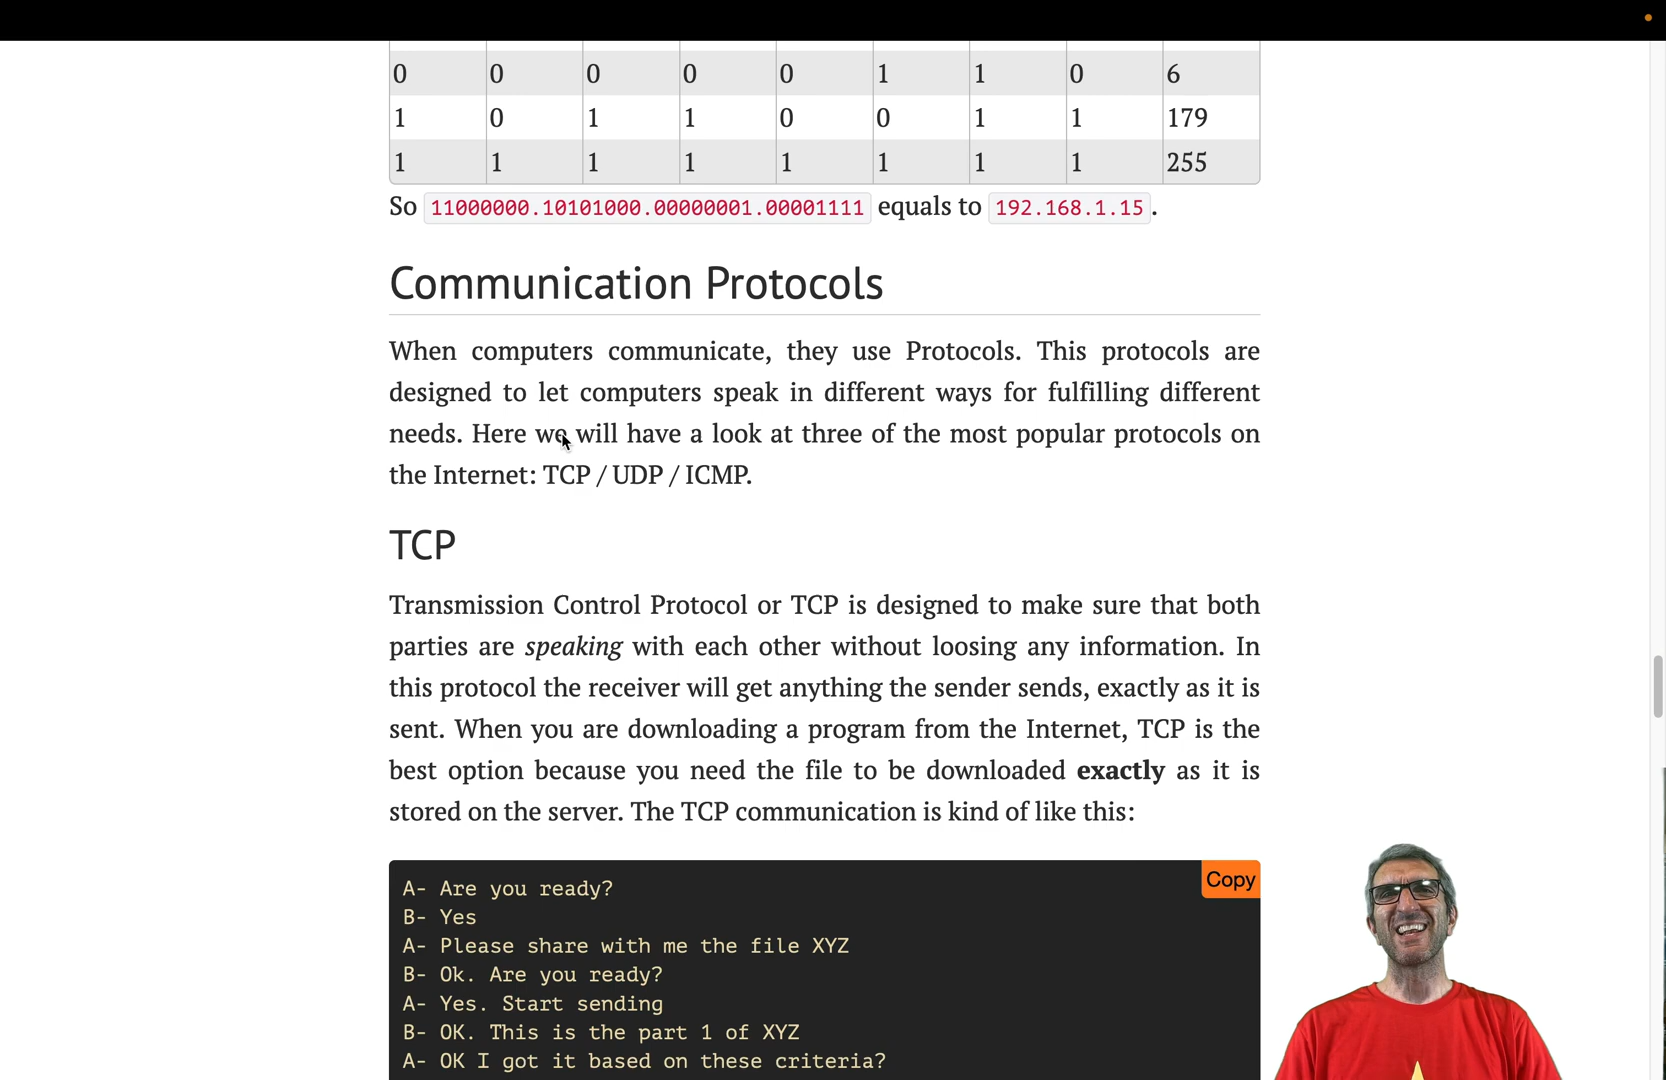 0 0 0 0 0 1 1 0 6
1 0 1 1 0 0 1 1 179
1 1 1 1 1 1 1 1 255
So 11000000.10101000.00000001.00001111 equals to 192.168.1.15.
Communication Protocols
When computers communicate, they use Protocols. This protocols are
designed to let computers speak in different ways for fulfilling different
needs. Here we will have a look at three of the most popular protocols on
the Internet: TCP / UDP / ICMP.
TCP
Transmission Control Protocol or TCP is designed to make sure that both
parties are speaking with each other without loosing any information. In
this protocol the receiver will get anything the sender sends, exactly as it is
sent. When you are downloading a program from the Internet, TCP is the
best option because you need the file to be downloaded exactly as it is
stored on the server. The TCP communication is kind of like this:
Copy
A- Are you ready?
B- Yes
A- Please share with me the file XYZ
B- Ok. Are you ready?
A- Yes. Start sending
B- OK. This is the part 1 of XYZ
A- OK I got it based on these criteria?